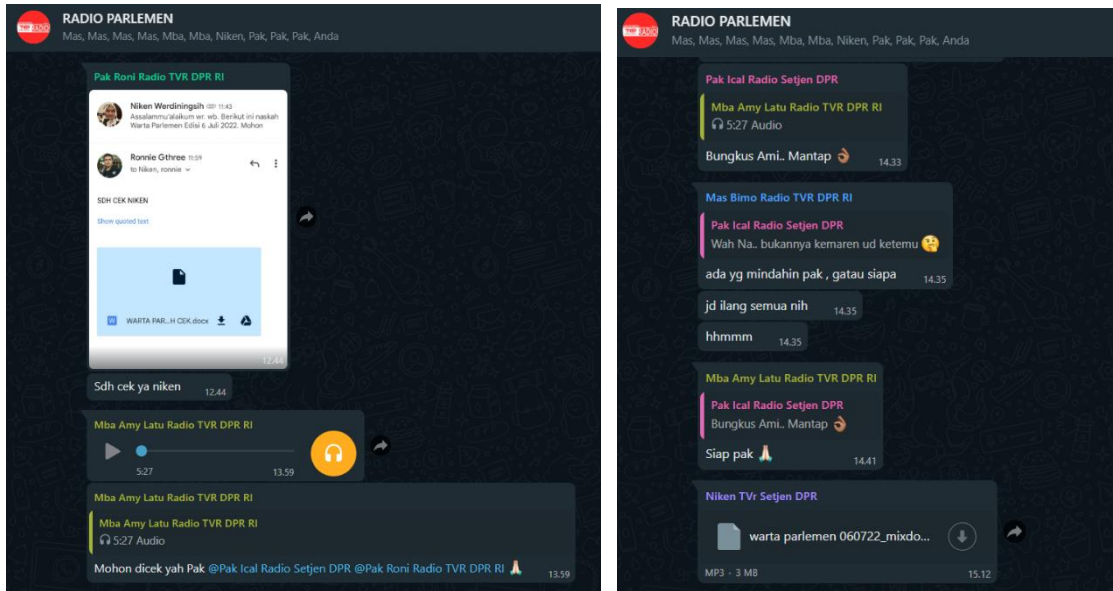 TVR RADIO
RADIO PARLEMEN
Mas, Mas, Mas, Mas, Mba, Mba, Niken, Pak, Pak, Pak, Anda
Pak Roni Radio TVR DPR RI
Niken Werdiningsih 11:43
Assalammu'alaikum wr. wb. Berikut ini naskah
Warta Parlemen Edisi 6 Juli 2022. Mohon
Ronnie Gthree 11:59
to Niken, ronnie
SDH CEK NIKEN
Show quoted text
W WARTA PAR...H CEK.docx
12.44
Sdh cek ya niken 12.44
Mba Amy Latu Radio TVR DPR RI
5:27 13.59
Mba Amy Latu Radio TVR DPR RI
Mba Amy Latu Radio TVR DPR RI
5:27 Audio
Mohon dicek yah Pak @Pak Ical Radio Setjen DPR @Pak Roni Radio TVR DPR RI 🙏🏻 13.59
TVR RADIO
RADIO PARLEMEN
Mas, Mas, Mas, Mas, Mba, Mba, Niken, Pak, Pak, Pak, Anda
Pak Ical Radio Setjen DPR
Mba Amy Latu Radio TVR DPR RI
5:27 Audio
Bungkus Ami.. Mantap 👌🏽 14.33
Mas Bimo Radio TVR DPR RI
Pak Ical Radio Setjen DPR
Wah Na.. bukannya kemaren ud ketemu 🤔
ada yg mindahin pak , gatau siapa 14.35
jd ilang semua nih 14.35
hhmmm 14.35
Mba Amy Latu Radio TVR DPR RI
Pak Ical Radio Setjen DPR
Bungkus Ami.. Mantap 👌🏽
Siap pak 🙏🏻 14.41
Niken TVr Setjen DPR
warta parlemen 060722_mixdo...
MP3 • 3 MB 15.12